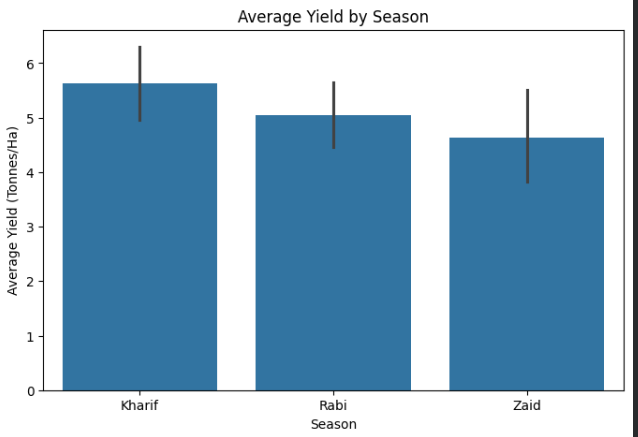 Average Yield by Season
Average Yield (Tonnes/Ha)
6
5
4
3
2
1
0
Kharif Rabi Zaid
Season